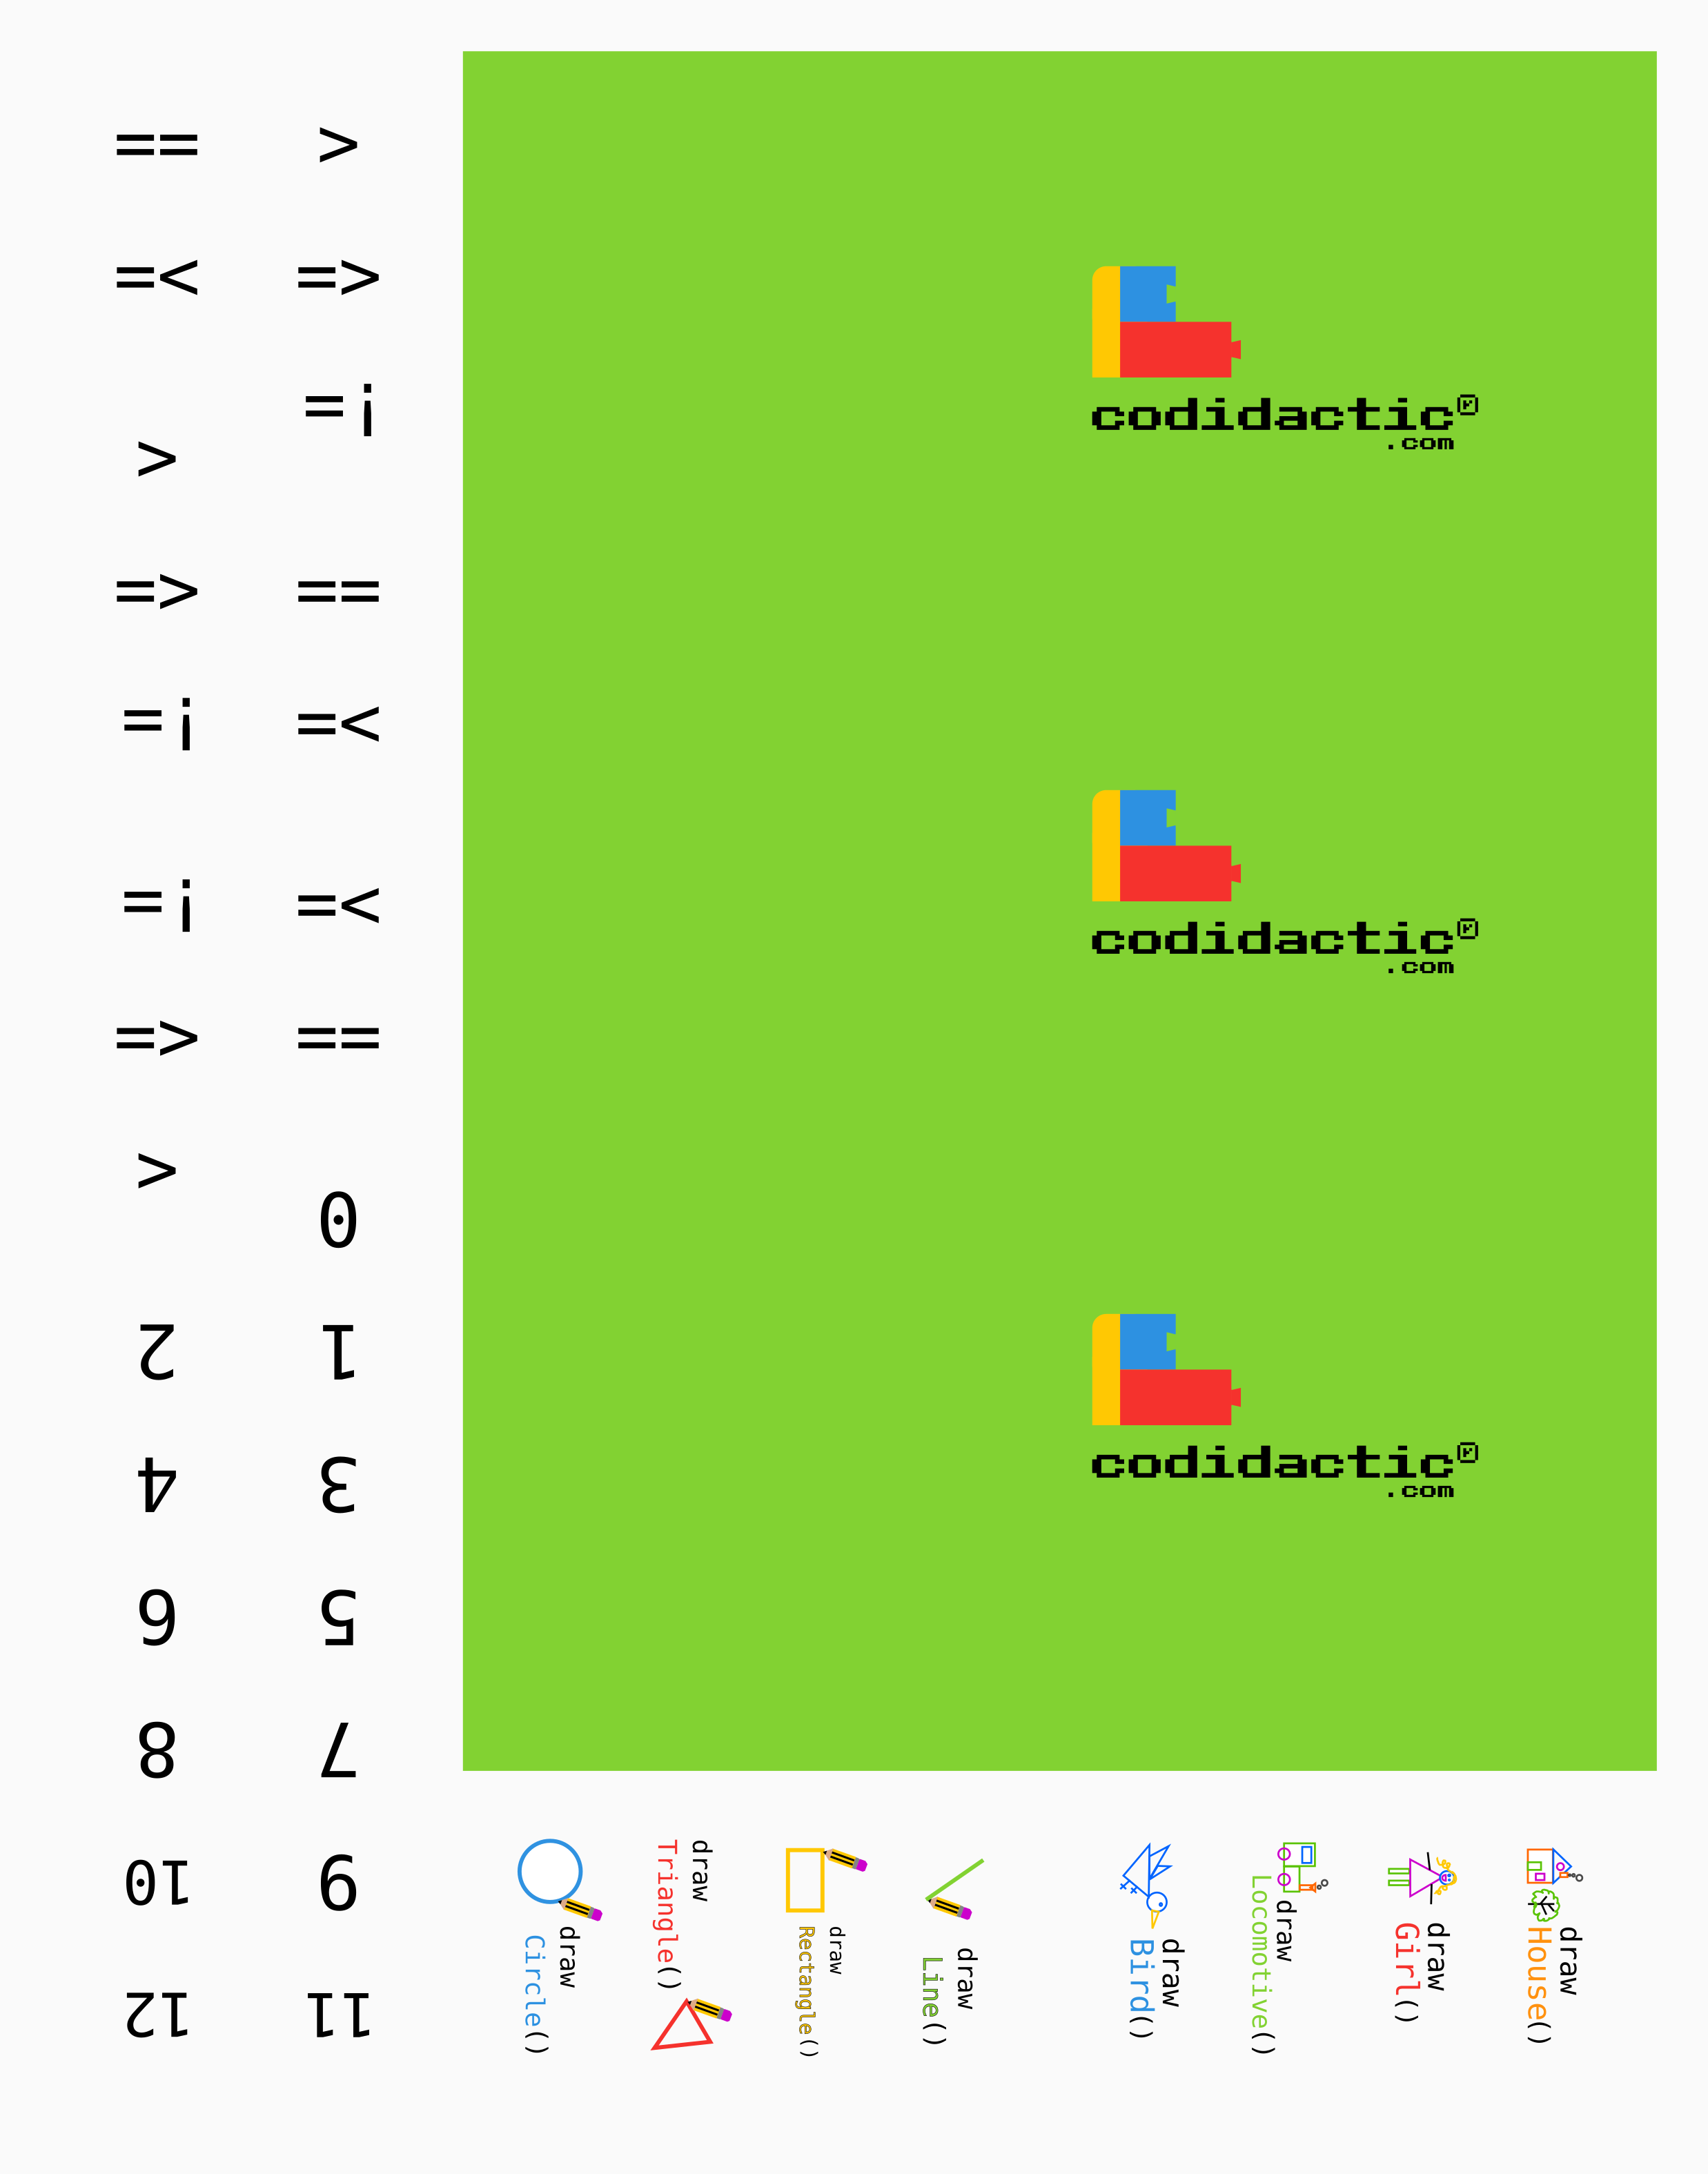 <
==
<=
>=
!=
<
==
<=
>=
!=
>=
!=
==
<=
<
0
1
2
3
4
5
6
7
8
9
10
11
12
codidactic®
.com
codidactic®
.com
codidactic®
.com
draw
Circle()
draw
Triangle()
draw
Rectangle()
draw
Line()
draw
Bird()
draw
Locomotive()
draw
Girl()
draw
House()